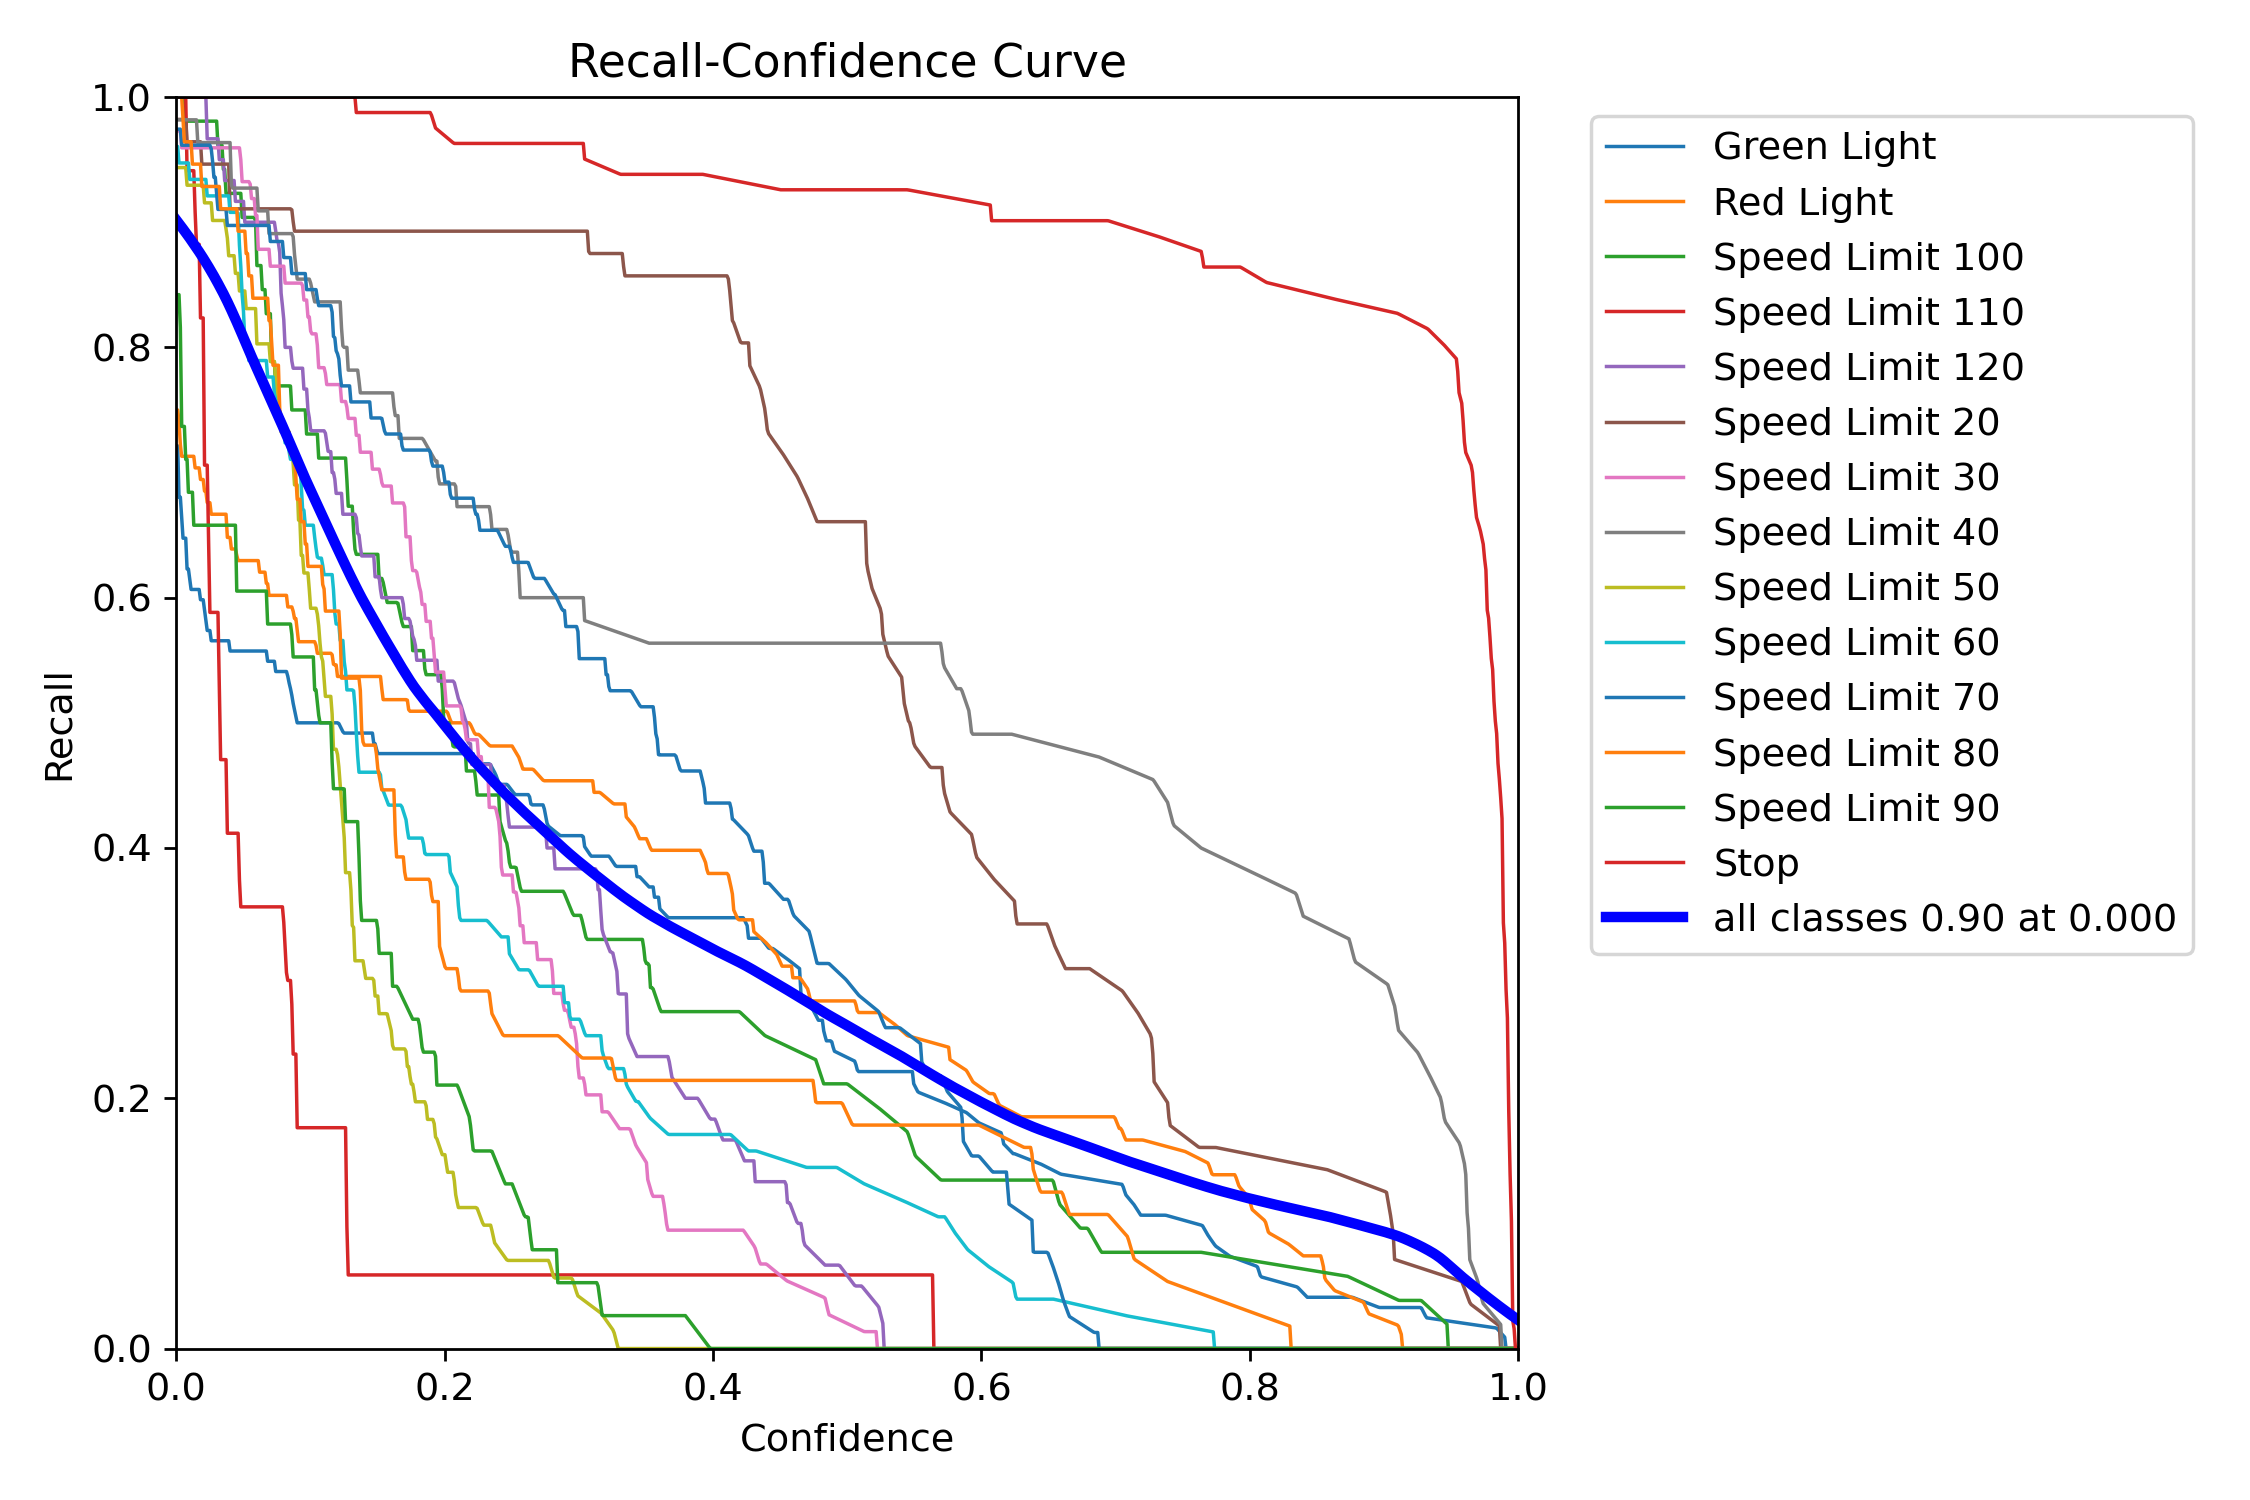 Recall-Confidence Curve
1.0
0.8
0.6
0.4
0.2
0.0
Recall
0.0 0.2 0.4 0.6 0.8 1.0
Confidence
Green Light
Red Light
Speed Limit 100
Speed Limit 110
Speed Limit 120
Speed Limit 20
Speed Limit 30
Speed Limit 40
Speed Limit 50
Speed Limit 60
Speed Limit 70
Speed Limit 80
Speed Limit 90
Stop
all classes 0.90 at 0.000